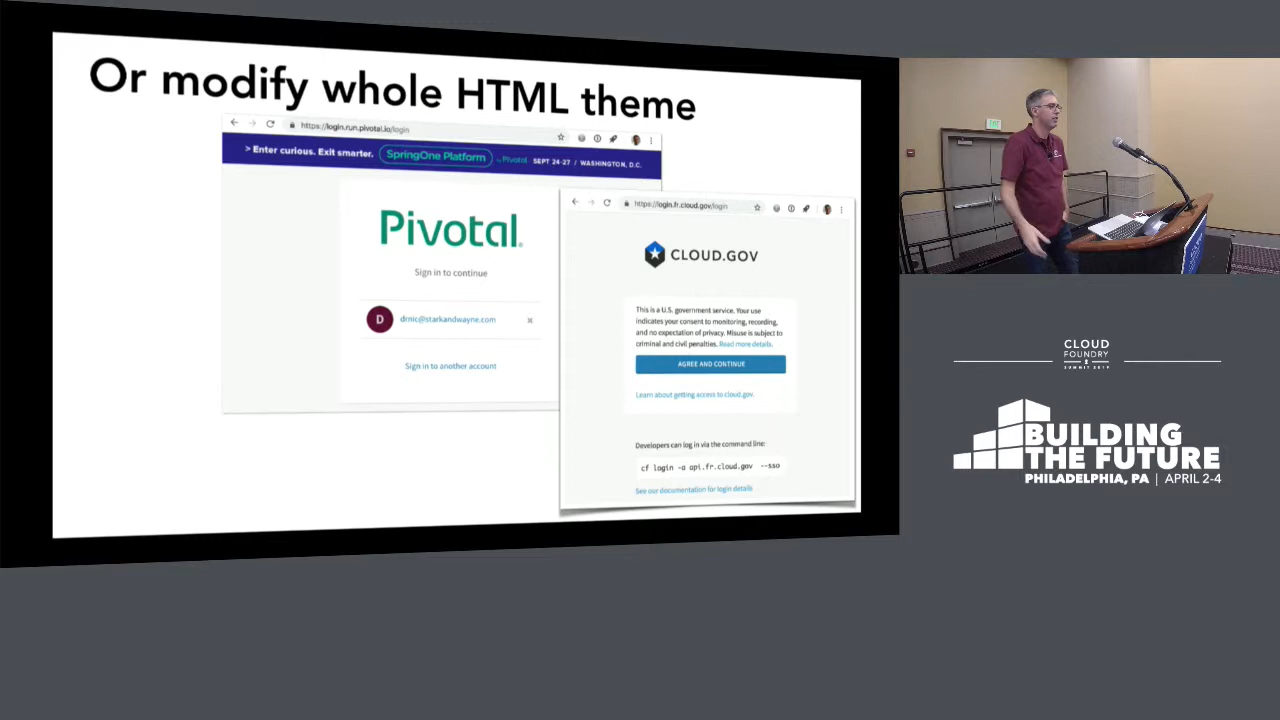 Or modify whole HTML theme
https://login.run.pivotal.io/login
> Enter curious. Exit smarter. SpringOne Platform by Pivotal SEPT 24-27 / WASHINGTON, D.C.
Pivotal.
Sign in to continue
D drnic@starkandwayne.com ×
Sign in to another account
https://login.fr.cloud.gov/login
CLOUD.GOV
This is a U.S. government service. Your use
indicates your consent to monitoring, recording,
and no expectation of privacy. Misuse is subject to
criminal and civil penalties. Read more details.
AGREE AND CONTINUE
Learn about getting access to cloud.gov.
Developers can log in via the command line:
cf login -a api.fr.cloud.gov --sso
See our documentation for login details
EXIT
CLOUD
FOUNDRY
SUMMIT 2019
BUILDING
THE FUTURE
PHILADELPHIA, PA | APRIL 2-4